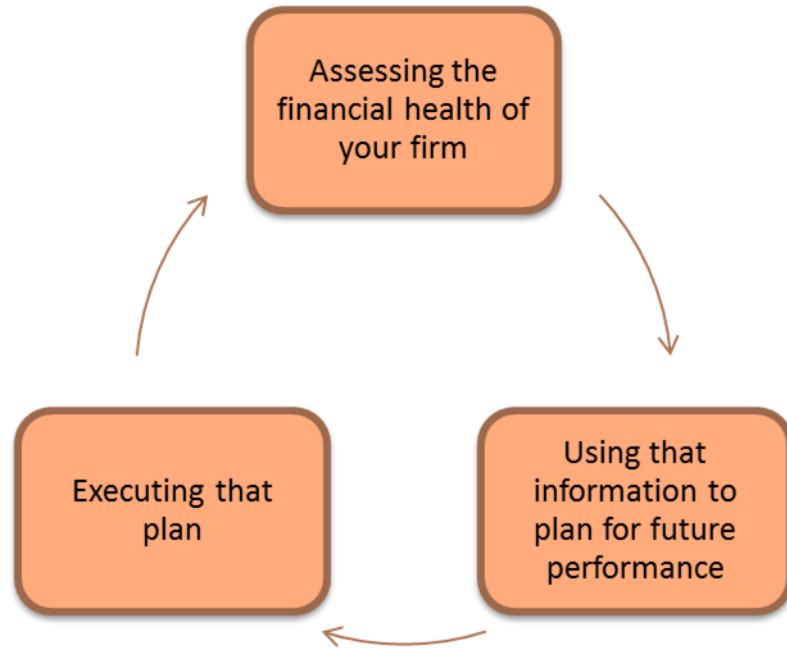 Assessing the
financial health of
your firm
Using that
information to
plan for future
performance
Executing that
plan